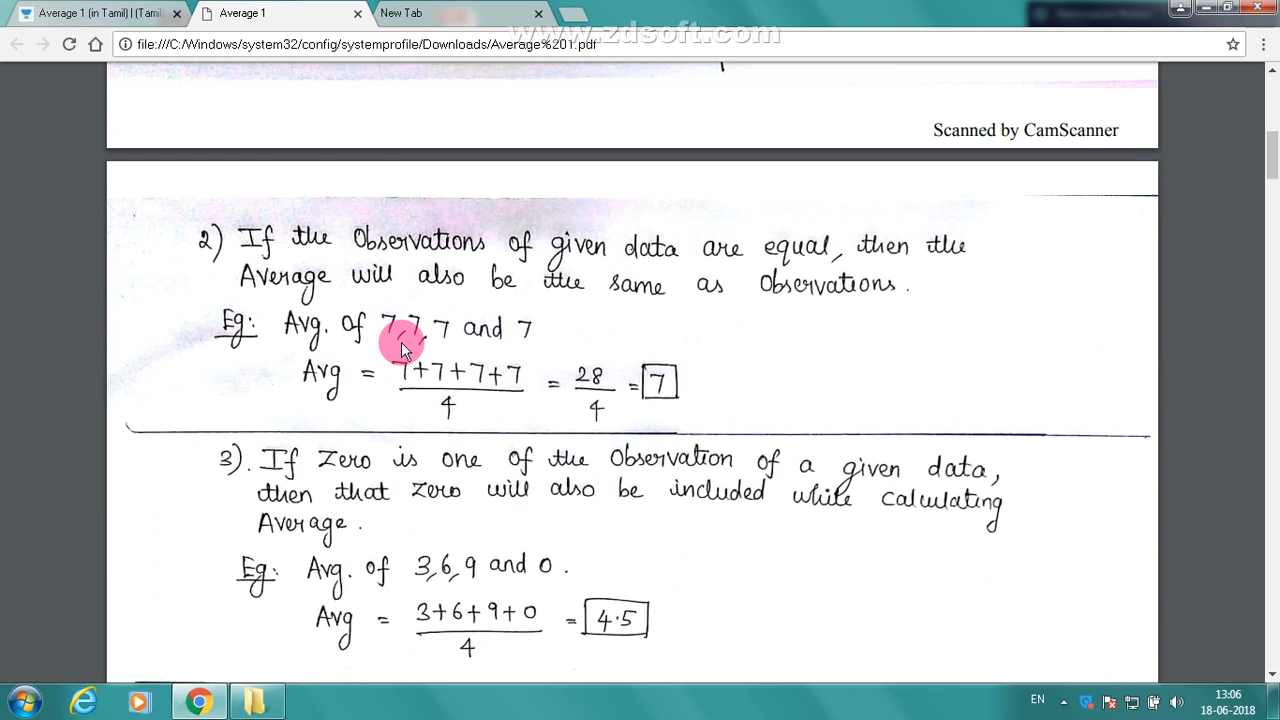 Average 1 (in Tamil) | (Tamil)
Average 1
New Tab
file:///C:/Windows/system32/config/systemprofile/Downloads/Average%201.pdf
www.zdsoft.com
Scanned by CamScanner
2) If the Observations of given data are equal, then the
Average will also be the same as Observations.
Eg: Avg. of 7,7,7 and 7
Avg = 7+7+7+7 / 4 = 28 / 4 = 7
3). If Zero is one of the Observation of a given data,
then that Zero will also be included while calculating
Average.
Eg: Avg. of 3,6,9 and 0.
Avg = 3+6+9+0 / 4 = 4.5
EN
13:06
18-06-2018